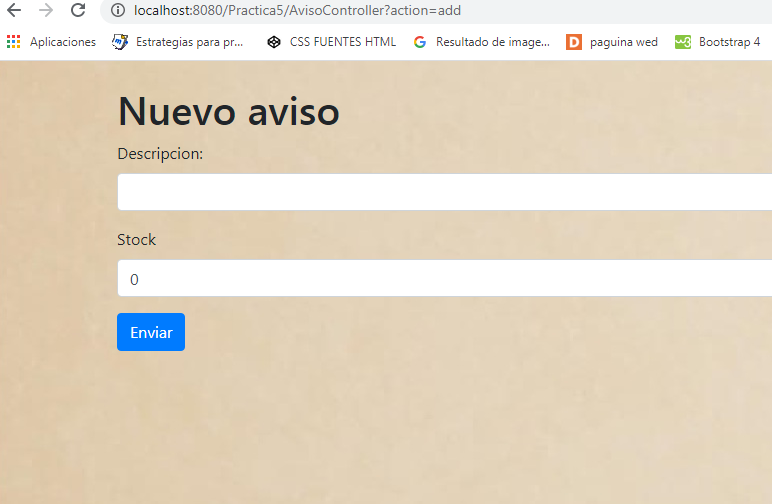 localhost:8080/Practica5/AvisoController?action=add
Aplicaciones Estrategias para pr... CSS FUENTES HTML Resultado de image... paguina wed Bootstrap 4
Nuevo aviso
Descripcion:
Stock
0
Enviar